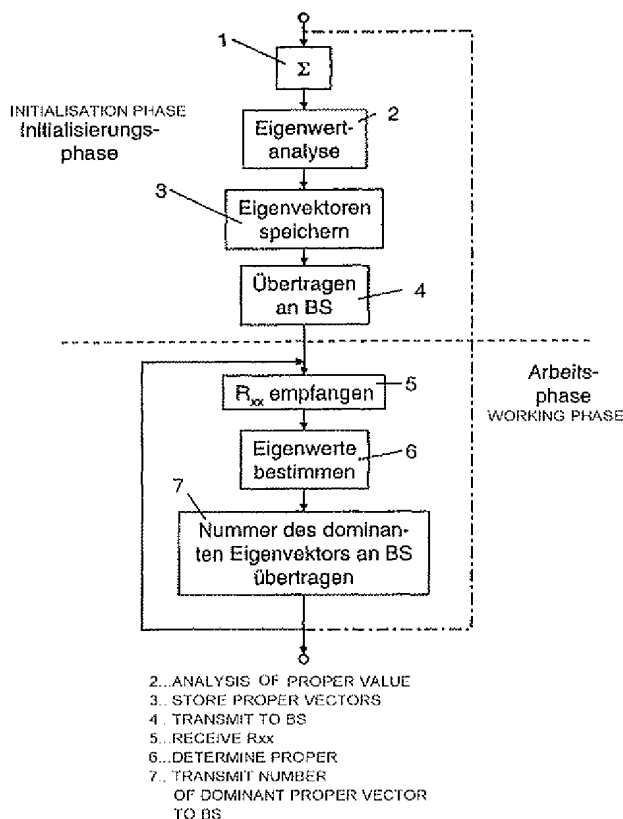 1
Σ
INITIALISATION PHASE
Initialisierungs-
phase
2
Eigenwert-
analyse
3
Eigenvektoren
speichern
Übertragen
an BS
4
Arbeits-
phase
WORKING PHASE
Rxx empfangen
5
Eigenwerte
bestimmen
6
7
Nummer des dominan-
ten Eigenvektors an BS
übertragen
2...ANALYSIS OF PROPER VALUE
3.. STORE PROPER VECTORS
4.. TRANSMIT TO BS
5...RECEIVE Rxx
6...DETERMINE PROPER
7.. TRANSMIT NUMBER
OF DOMINANT PROPER VECTOR
TO BS